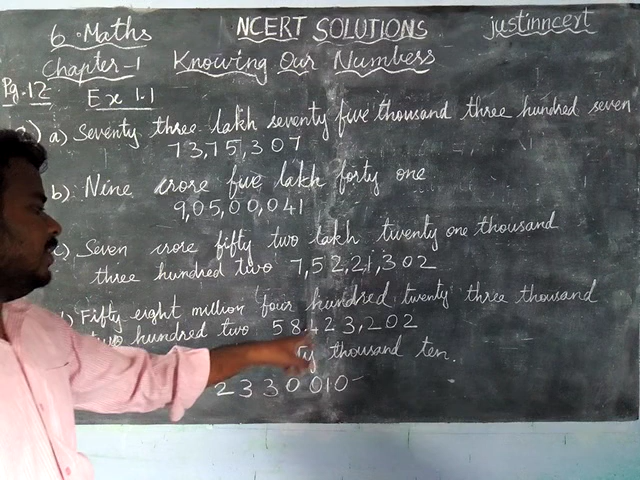 6. Maths NCERT SOLUTIONS justinncert
Chapter-1 Knowing Our Numbers
Pg.12 Ex 1.1
a) Seventy three lakh seventy five thousand three hundred seven
73,75,307
b) Nine crore five lakh forty one
9,05,00,041
c) Seven crore fifty two lakh twenty one thousand
three hundred two 7,52,21,302
) Fifty eight million four hundred twenty three thousand
two hundred two 58,423,202
ty thousand ten.
2330010